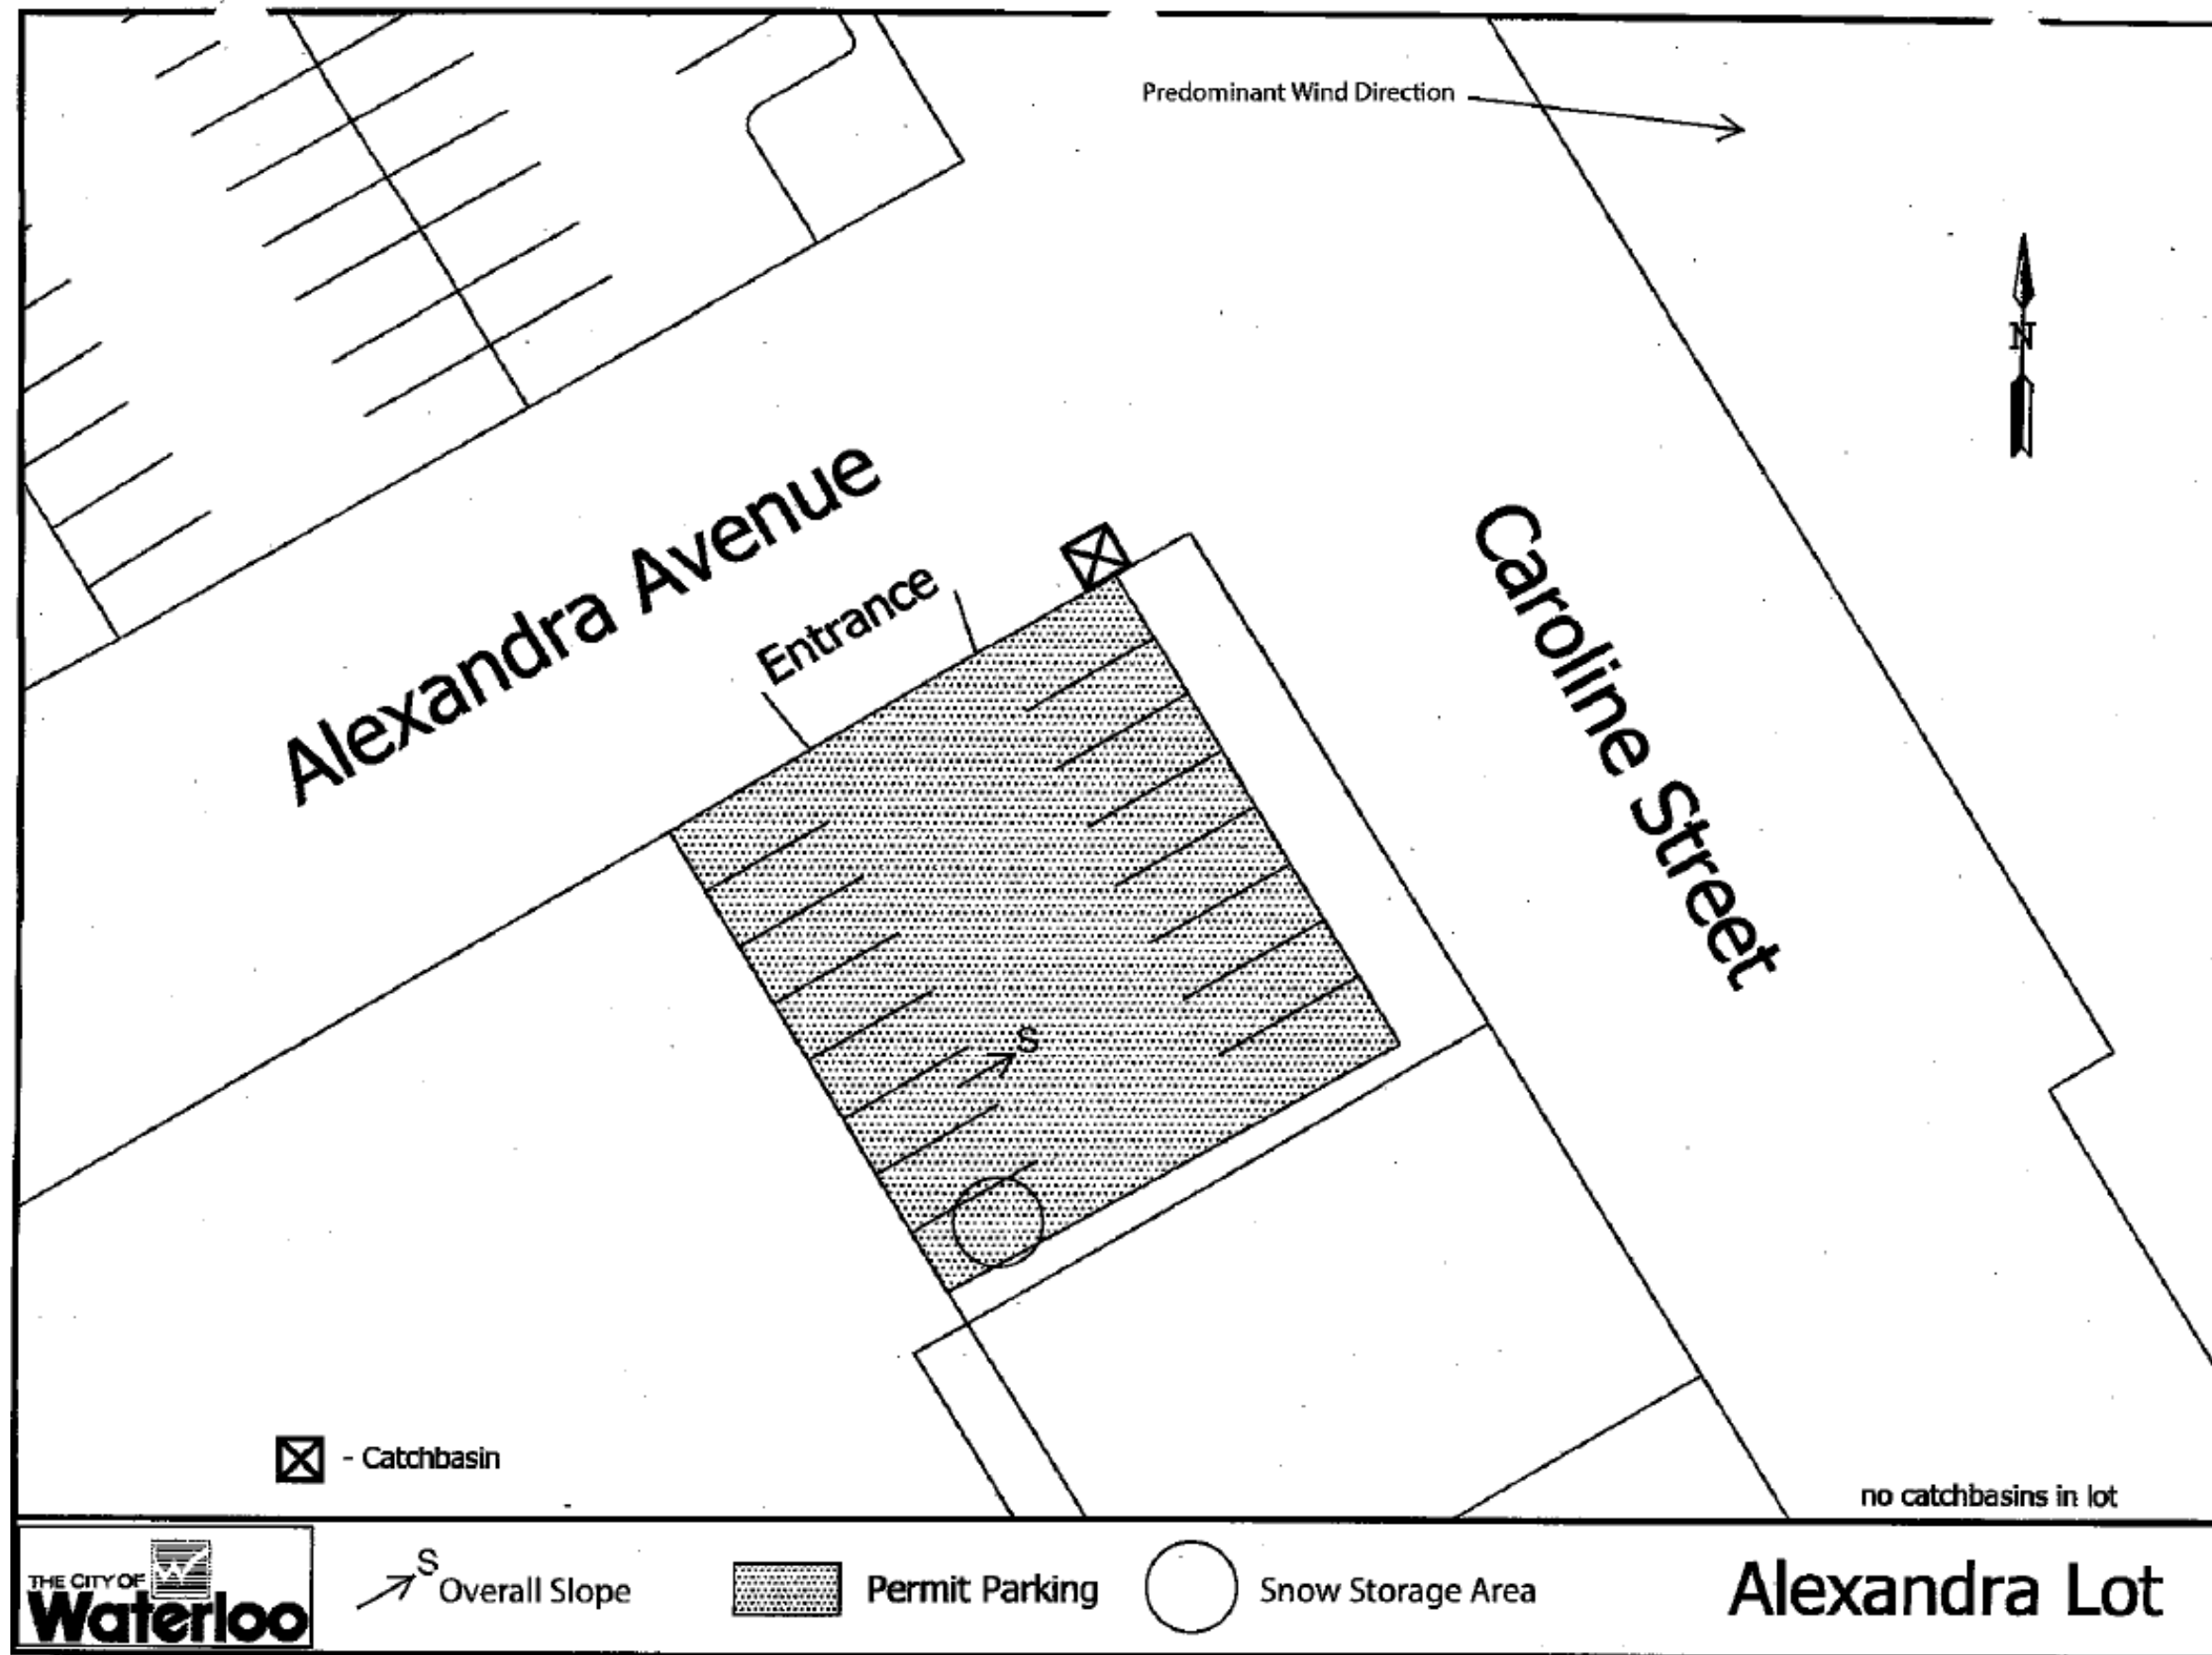 Predominant Wind Direction
N
Alexandra Avenue
Entrance
Caroline Street
S
- Catchbasin
no catchbasins in lot
THE CITY OF
W
Waterloo
S
Overall Slope
Permit Parking
Snow Storage Area
Alexandra Lot